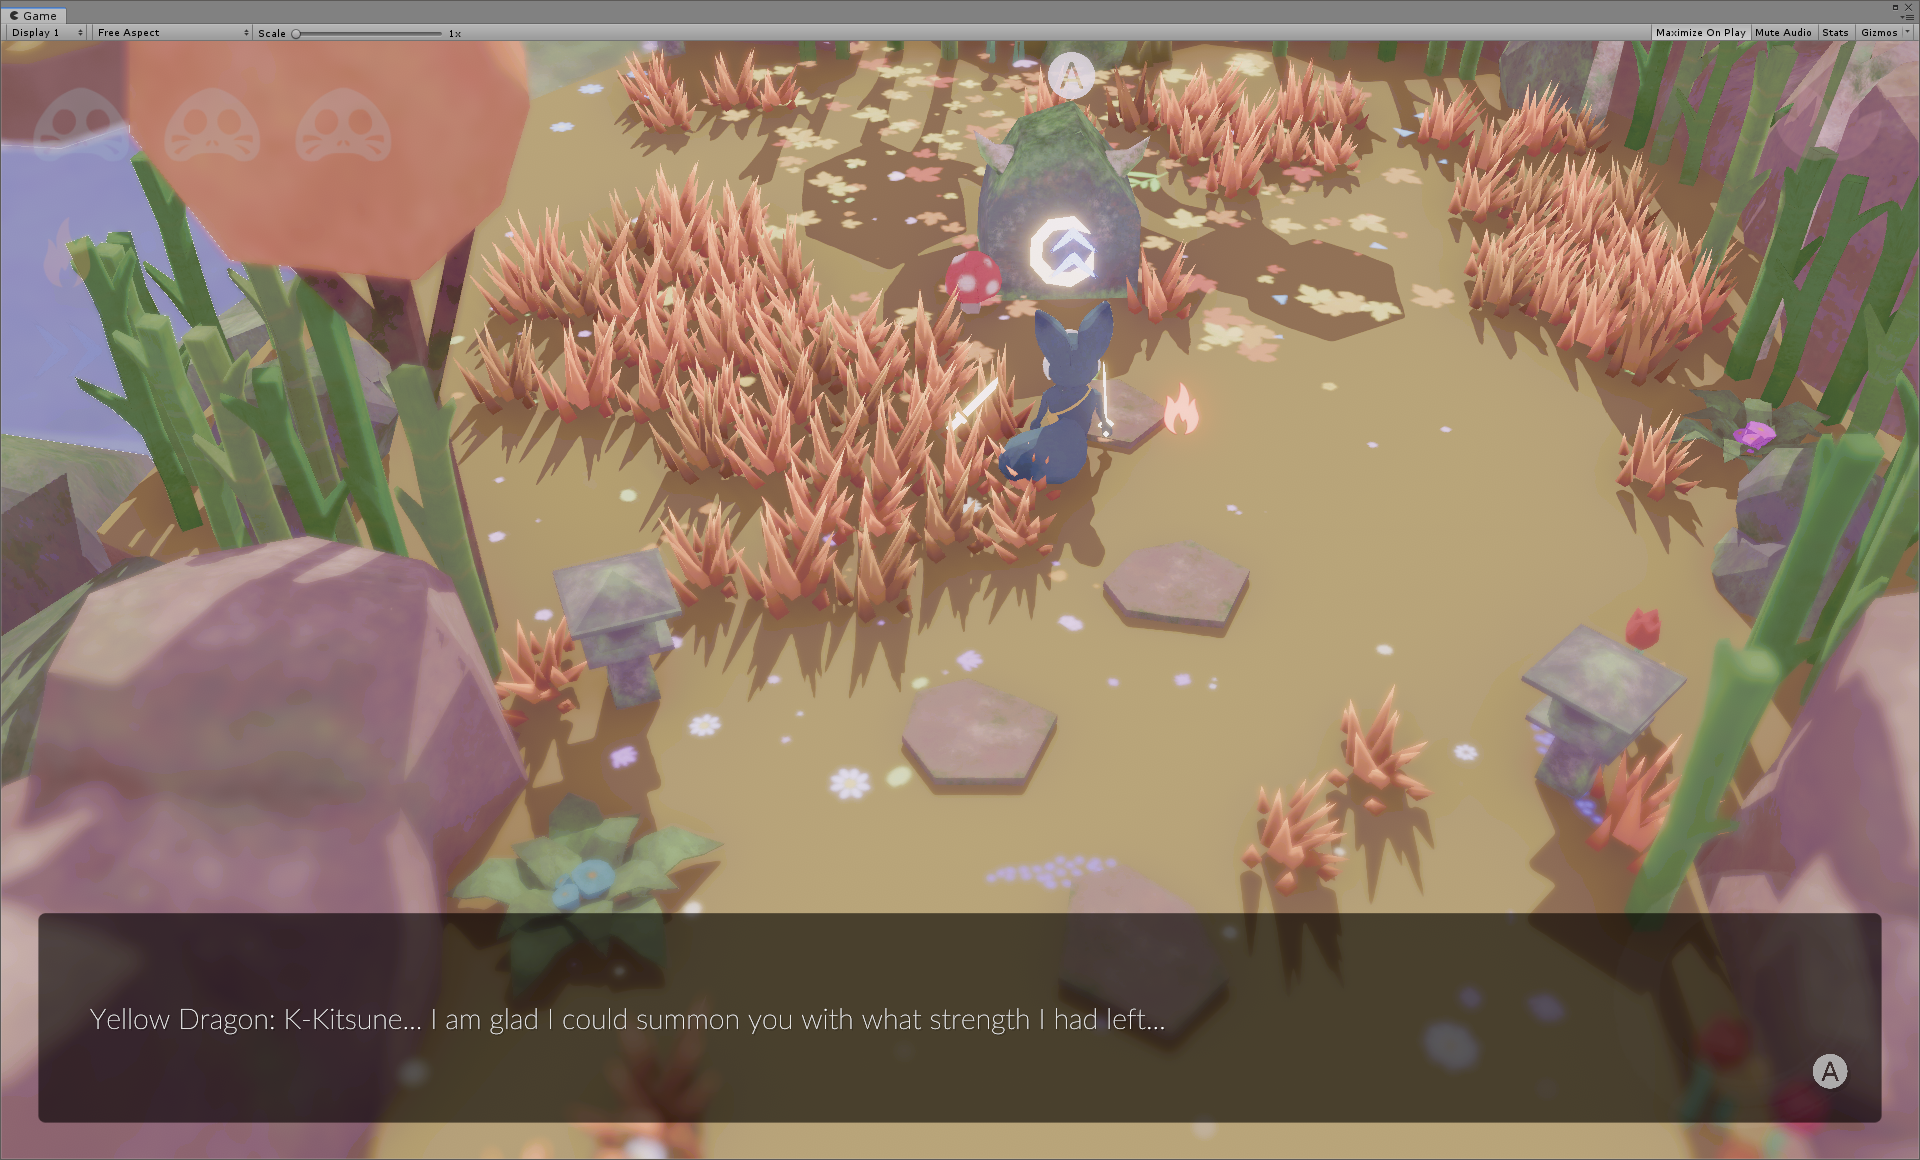 Game
Display 1
Free Aspect
Scale
1x
Maximize On Play
Mute Audio
Stats
Gizmos
A
Yellow Dragon: K-Kitsune... I am glad I could summon you with what strength I had left...
A